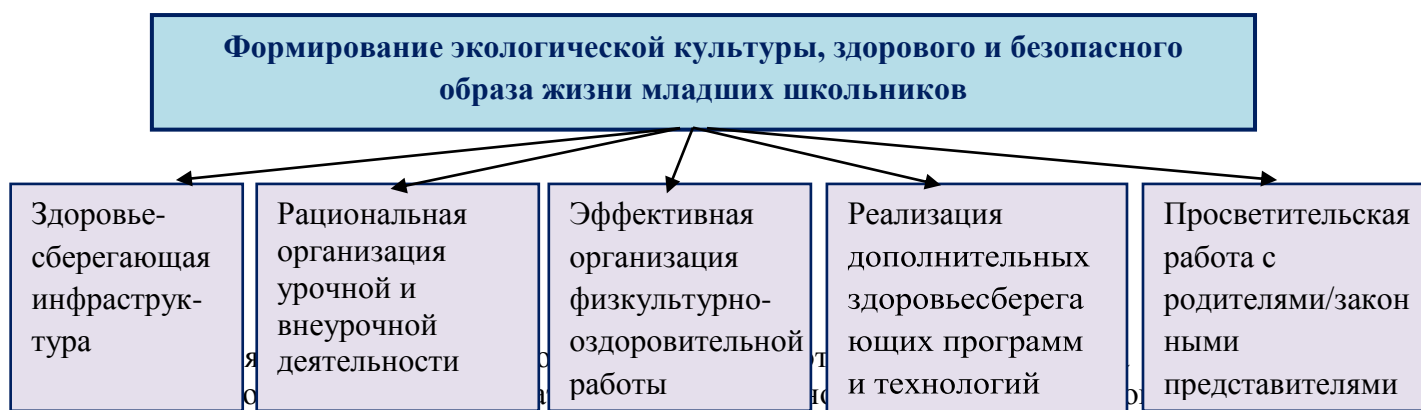 Формирование экологической культуры, здорового и безопасного
образа жизни младших школьников
Здоровье-
сберегающая
инфраструк-
тура
Рациональная
организация
урочной и
внеурочной
деятельности
Эффективная
организация
физкультурно-
оздоровительной
работы
Реализация
дополнительных
здоровьесберега
ющих программ
и технологий
Просветительская
работа с
родителями/закон
ными
представителями